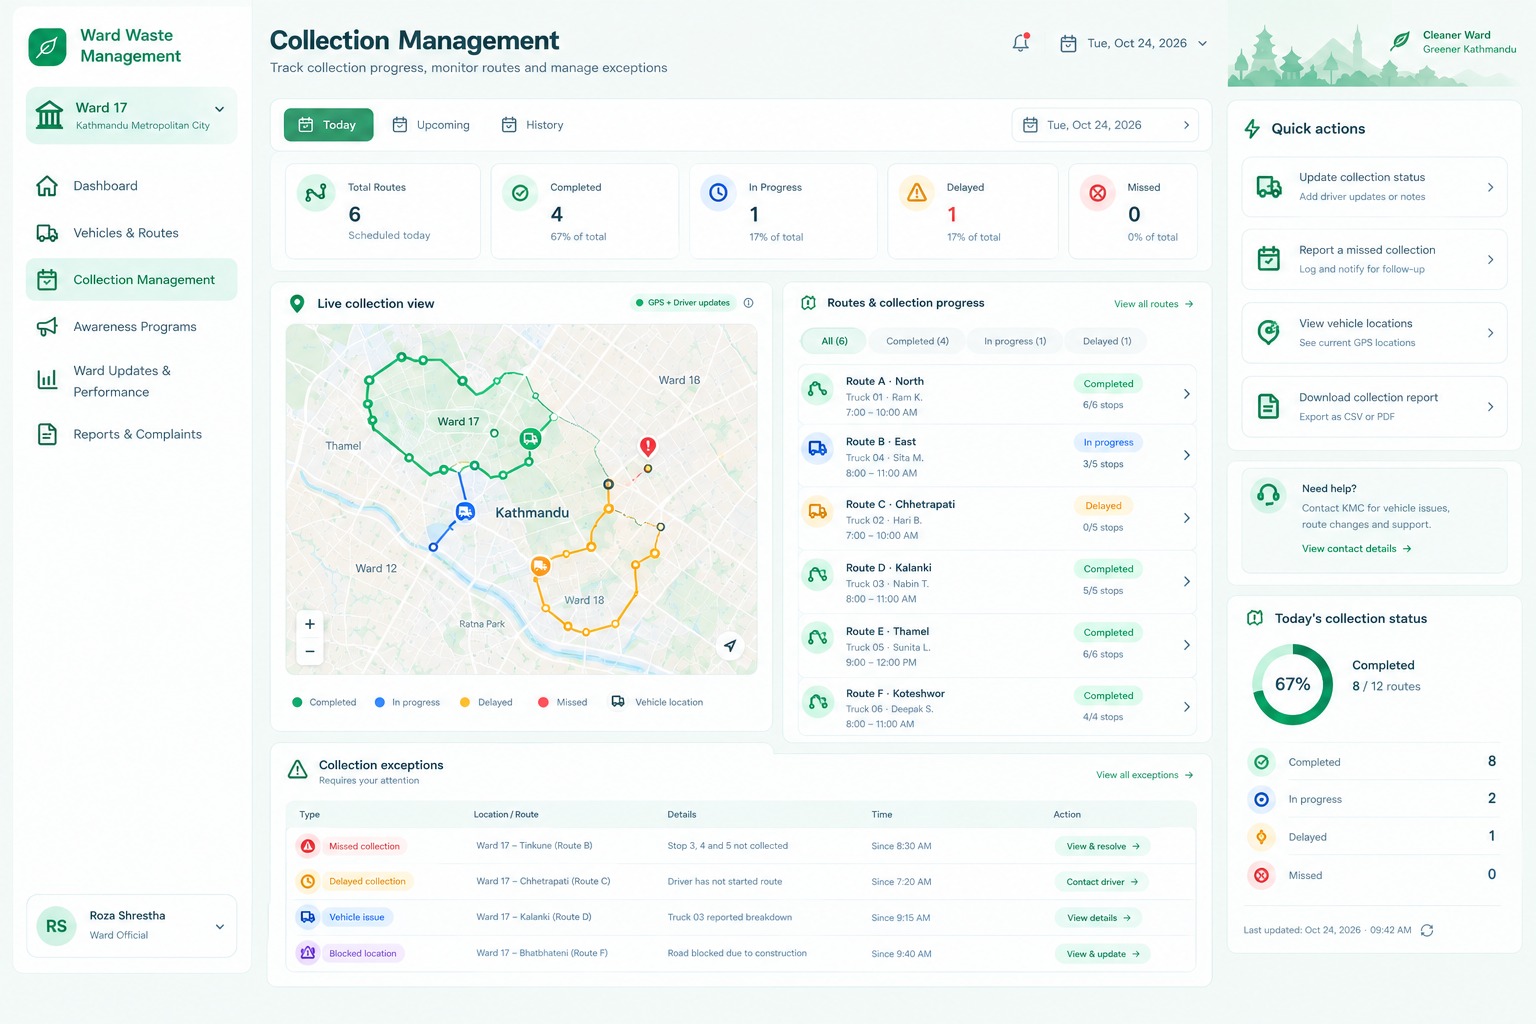 Ward Waste
Management
Ward 17
Kathmandu Metropolitan City
Dashboard
Vehicles & Routes
Collection Management
Awareness Programs
Ward Updates &
Performance
Reports & Complaints
RS
Roza Shrestha
Ward Official
Collection Management
Track collection progress, monitor routes and manage exceptions
Tue, Oct 24, 2026
Cleaner Ward
Greener Kathmandu
Today
Upcoming
History
Tue, Oct 24, 2026
Total Routes
6
Scheduled today
Completed
4
67% of total
In Progress
1
17% of total
Delayed
1
17% of total
Missed
0
0% of total
Live collection view
GPS + Driver updates
Ward 16
Ward 17
Thamel
Kathmandu
Ward 12
Ward 18
Ratna Park
+
−
Completed
In progress
Delayed
Missed
Vehicle location
Routes & collection progress
View all routes →
All (6)
Completed (4)
In progress (1)
Delayed (1)
Route A · North
Truck 01 · Ram K.
7:00 – 10:00 AM
Completed
6/6 stops
Route B · East
Truck 04 · Sita M.
8:00 – 11:00 AM
In progress
3/5 stops
Route C · Chhetrapati
Truck 02 · Hari B.
7:00 – 10:00 AM
Delayed
0/5 stops
Route D · Kalanki
Truck 03 · Nabin T.
8:00 – 11:00 AM
Completed
5/5 stops
Route E · Thamel
Truck 05 · Sunita L.
9:00 – 12:00 PM
Completed
6/6 stops
Route F · Koteshwor
Truck 06 · Deepak S.
8:00 – 11:00 AM
Completed
4/4 stops
Collection exceptions
Requires your attention
View all exceptions →
Type Location / Route Details Time Action
Missed collection Ward 17 – Tinkune (Route B) Stop 3, 4 and 5 not collected Since 8:30 AM View & resolve →
Delayed collection Ward 17 – Chhetrapati (Route C) Driver has not started route Since 7:20 AM Contact driver →
Vehicle issue Ward 17 – Kalanki (Route D) Truck 03 reported breakdown Since 9:15 AM View details →
Blocked location Ward 17 – Bhatbhateni (Route F) Road blocked due to construction Since 9:40 AM View & update →
Quick actions
Update collection status
Add driver updates or notes
Report a missed collection
Log and notify for follow-up
View vehicle locations
See current GPS locations
Download collection report
Export as CSV or PDF
Need help?
Contact KMC for vehicle issues,
route changes and support.
View contact details →
Today's collection status
67%
Completed
8 / 12 routes
Completed 8
In progress 2
Delayed 1
Missed 0
Last updated: Oct 24, 2026 · 09:42 AM